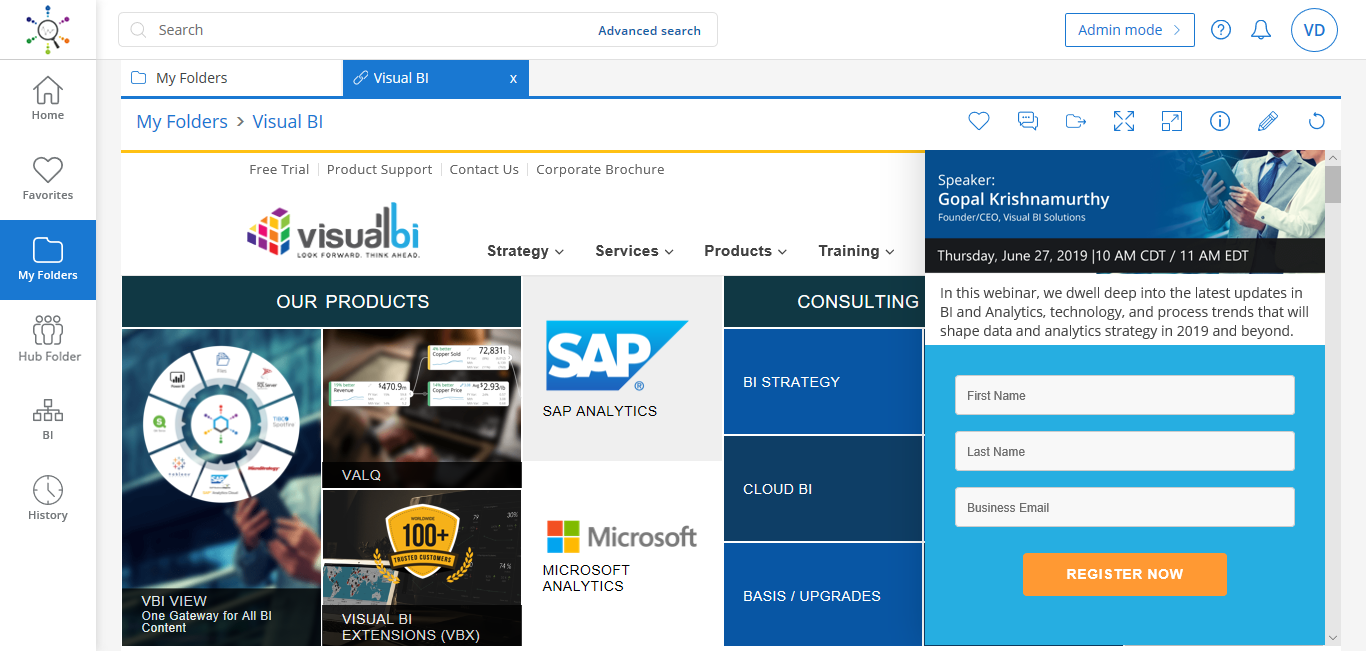 Search
Advanced search
Admin mode
VD
Home
Favorites
My Folders
Hub Folder
BI
History
My Folders
Visual BI
x
My Folders > Visual BI
Free Trial
Product Support
Contact Us
Corporate Brochure
visualbi
LOOK FORWARD. THINK AHEAD.
Strategy
Services
Products
Training
OUR PRODUCTS
VBI VIEW
One Gateway for All BI
Content
Copper Sold
72,831t
Revenue
$470.9m
Copper Price
$2.93/lb
VALQ
WORLDWIDE
100+
TRUSTED CUSTOMERS
VISUAL BI
EXTENSIONS (VBX)
SAP
®
SAP ANALYTICS
Microsoft
MICROSOFT
ANALYTICS
CONSULTING
BI STRATEGY
CLOUD BI
BASIS / UPGRADES
Speaker:
Gopal Krishnamurthy
Founder/CEO, Visual BI Solutions
Thursday, June 27, 2019 |10 AM CDT / 11 AM EDT
In this webinar, we dwell deep into the latest updates in
BI and Analytics, technology, and process trends that will
shape data and analytics strategy in 2019 and beyond.
First Name
Last Name
Business Email
REGISTER NOW